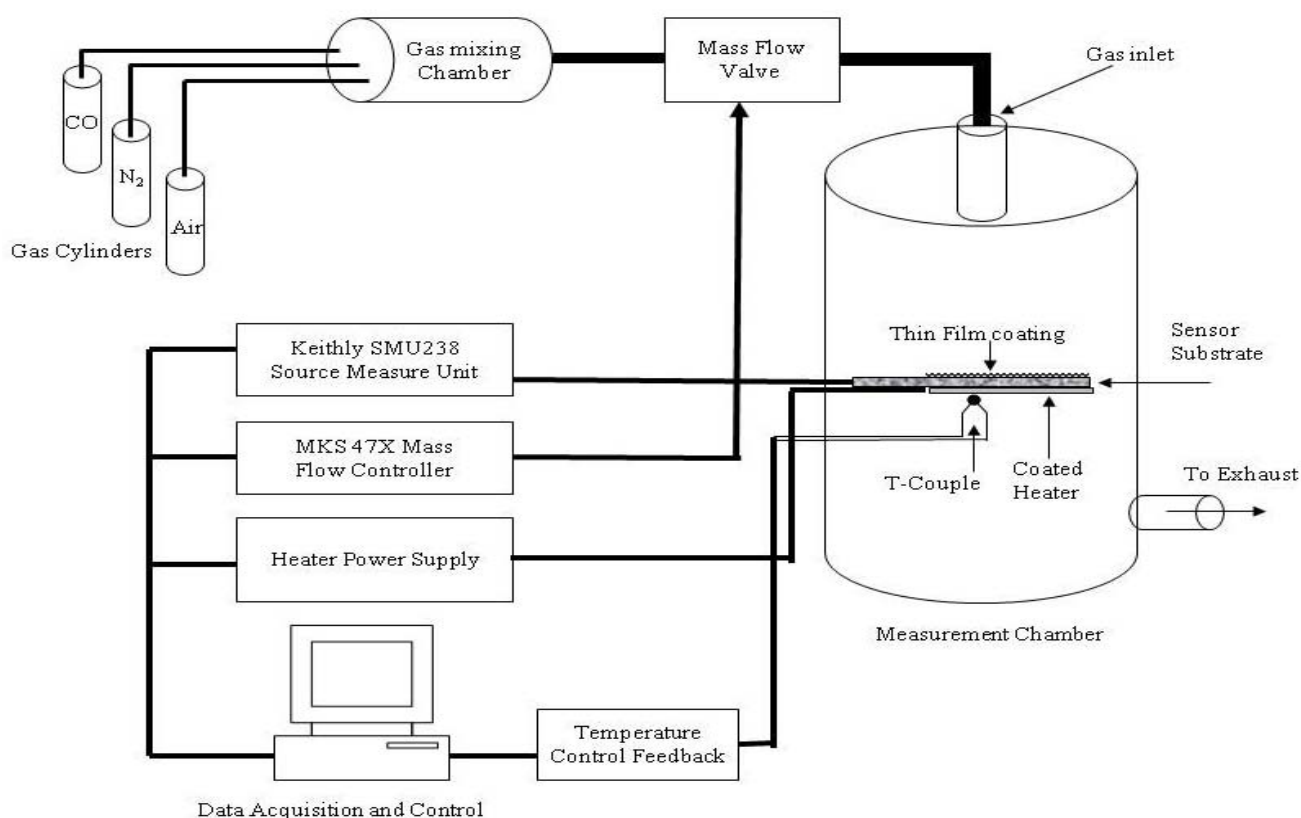 Gas mixing
Chamber
Mass Flow
Valve
Gas inlet
CO
N₂
Air
Gas Cylinders
Keithly SMU238
Source Measure Unit
Thin Film coating
Sensor
Substrate
MKS 47X Mass
Flow Controller
T-Couple
Coated
Heater
To Exhaust
Heater Power Supply
Measurement Chamber
Temperature
Control Feedback
Data Acquisition and Control